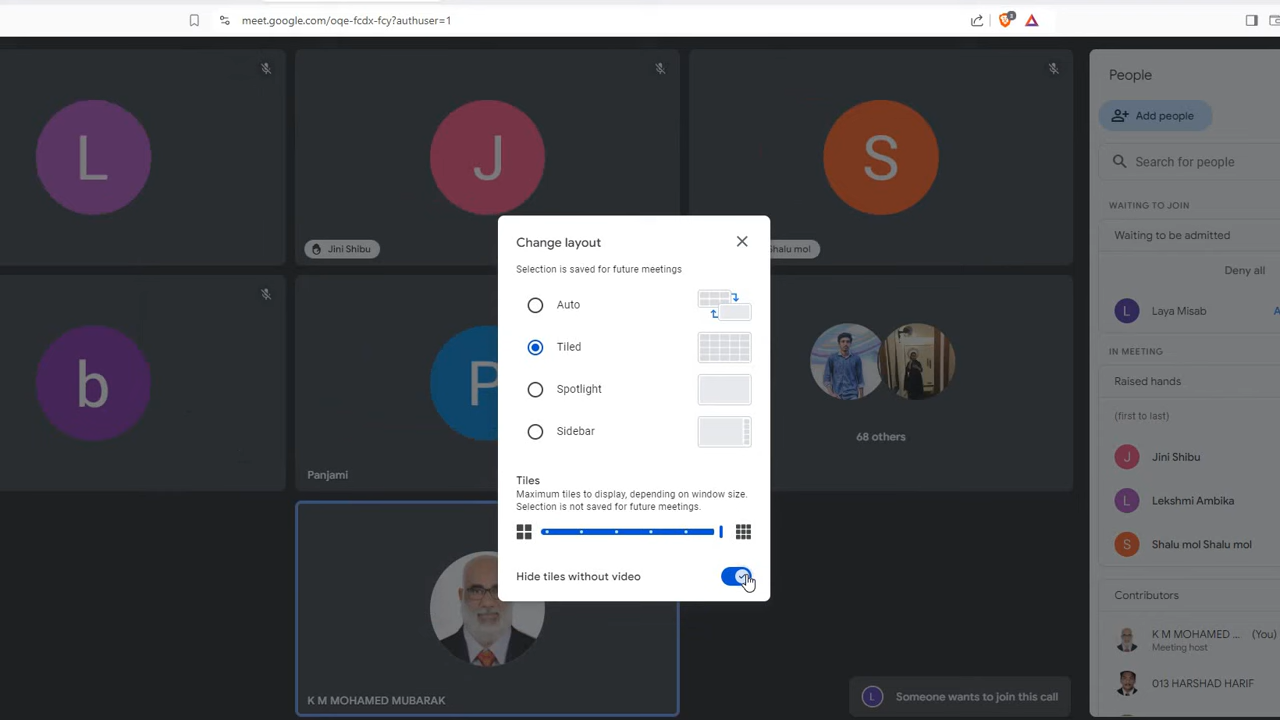 meet.google.com/oqe-fcdx-fcy?authuser=1
L
J
Jini Shibu
S
Shalu mol
b
P
Panjami
68 others
K M MOHAMED MUBARAK
Change layout
Selection is saved for future meetings
Auto
Tiled
Spotlight
Sidebar
Tiles
Maximum tiles to display, depending on window size.
Selection is not saved for future meetings.
Hide tiles without video
L Someone wants to join this call
People
Add people
Search for people
WAITING TO JOIN
Waiting to be admitted
Deny all
L Laya Misab
IN MEETING
Raised hands
(first to last)
J Jini Shibu
L Lekshmi Ambika
S Shalu mol Shalu mol
Contributors
K M MOHAMED ... (You)
Meeting host
013 HARSHAD HARIF